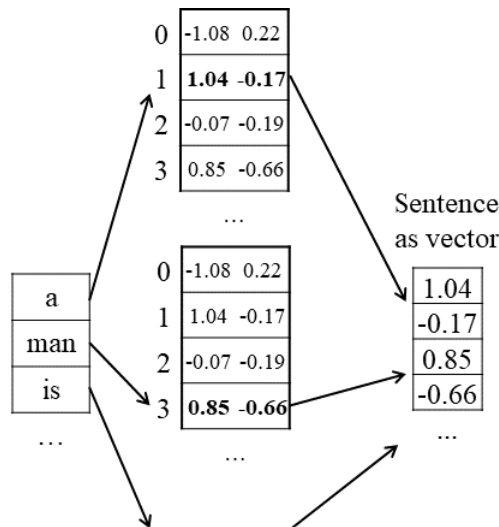 0 -1.08 0.22
1 1.04 -0.17
2 -0.07 -0.19
3 0.85 -0.66
...
0 -1.08 0.22
1 1.04 -0.17
2 -0.07 -0.19
3 0.85 -0.66
...
a
man
is
...
Sentence
as vector
1.04
-0.17
0.85
-0.66
...